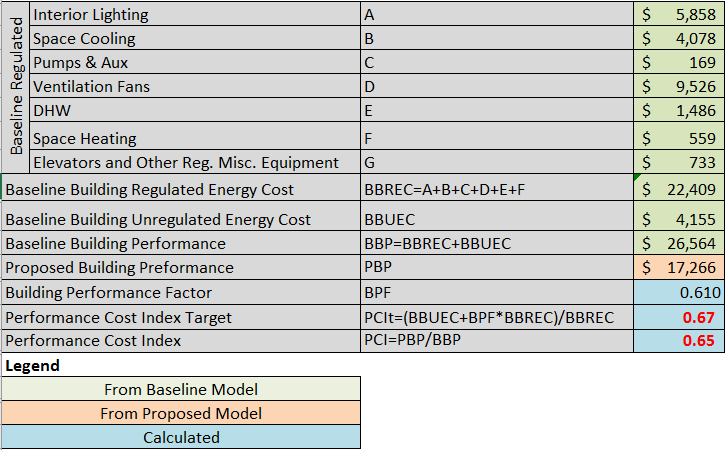 Baseline Regulated
Interior Lighting A $ 5,858
Space Cooling B $ 4,078
Pumps & Aux C $ 169
Ventilation Fans D $ 9,526
DHW E $ 1,486
Space Heating F $ 559
Elevators and Other Reg. Misc. Equipment G $ 733
Baseline Building Regulated Energy Cost BBREC=A+B+C+D+E+F $ 22,409
Baseline Building Unregulated Energy Cost BBUEC $ 4,155
Baseline Building Performance BBP=BBREC+BBUEC $ 26,564
Proposed Building Preformance PBP $ 17,266
Building Performance Factor BPF 0.610
Performance Cost Index Target PCIt=(BBUEC+BPF*BBREC)/BBREC 0.67
Performance Cost Index PCI=PBP/BBP 0.65
Legend
From Baseline Model
From Proposed Model
Calculated